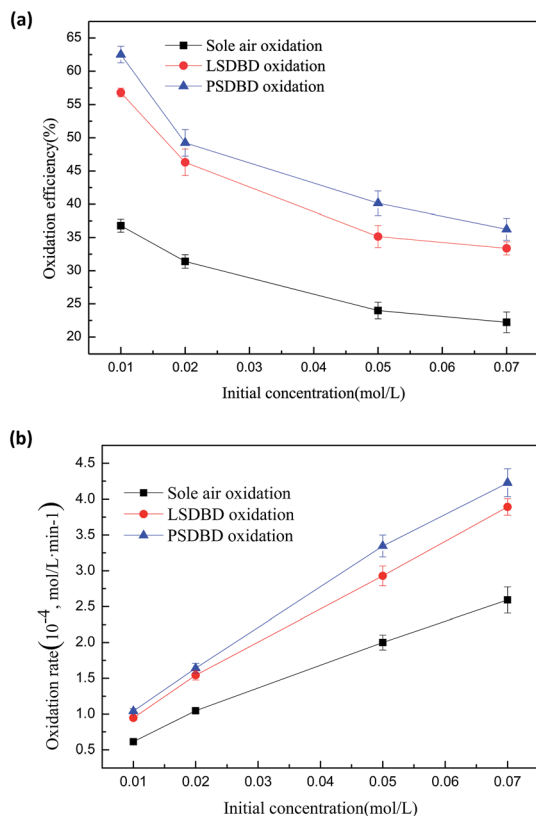 (a)
65
60
55
50
45
40
35
30
25
20
Oxidation efficiency(%)
Sole air oxidation
LSDBD oxidation
PSDBD oxidation
0.01 0.02 0.03 0.04 0.05 0.06 0.07
Initial concentration(mol/L)
(b)
4.5
4.0
3.5
3.0
2.5
2.0
1.5
1.0
0.5
Oxidation rate(10⁻⁴, mol/L·min-1)
Sole air oxidation
LSDBD oxidation
PSDBD oxidation
0.01 0.02 0.03 0.04 0.05 0.06 0.07
Initial concentration(mol/L)